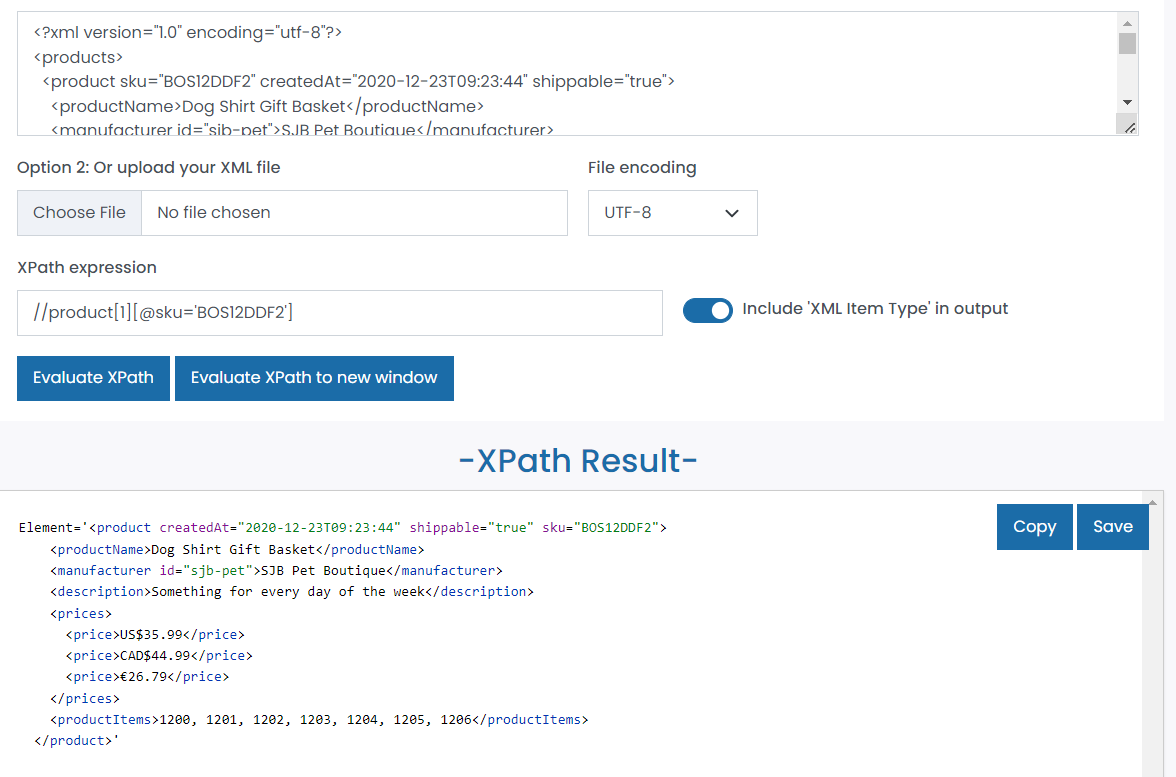 <?xml version="1.0" encoding="utf-8"?>
<products>
<product sku="BOS12DDF2" createdAt="2020-12-23T09:23:44" shippable="true">
<productName>Dog Shirt Gift Basket</productName>
<manufacturer id="sjb-pet">SJB Pet Boutique</manufacturer>
Option 2: Or upload your XML file
File encoding
Choose File
No file chosen
UTF-8
XPath expression
//product[1][@sku='BOS12DDF2']
Include 'XML Item Type' in output
Evaluate XPath
Evaluate XPath to new window
-XPath Result-
Copy
Save
Element='<product createdAt="2020-12-23T09:23:44" shippable="true" sku="BOS12DDF2">
<productName>Dog Shirt Gift Basket</productName>
<manufacturer id="sjb-pet">SJB Pet Boutique</manufacturer>
<description>Something for every day of the week</description>
<prices>
<price>US$35.99</price>
<price>CAD$44.99</price>
<price>€26.79</price>
</prices>
<productItems>1200, 1201, 1202, 1203, 1204, 1205, 1206</productItems>
</product>'